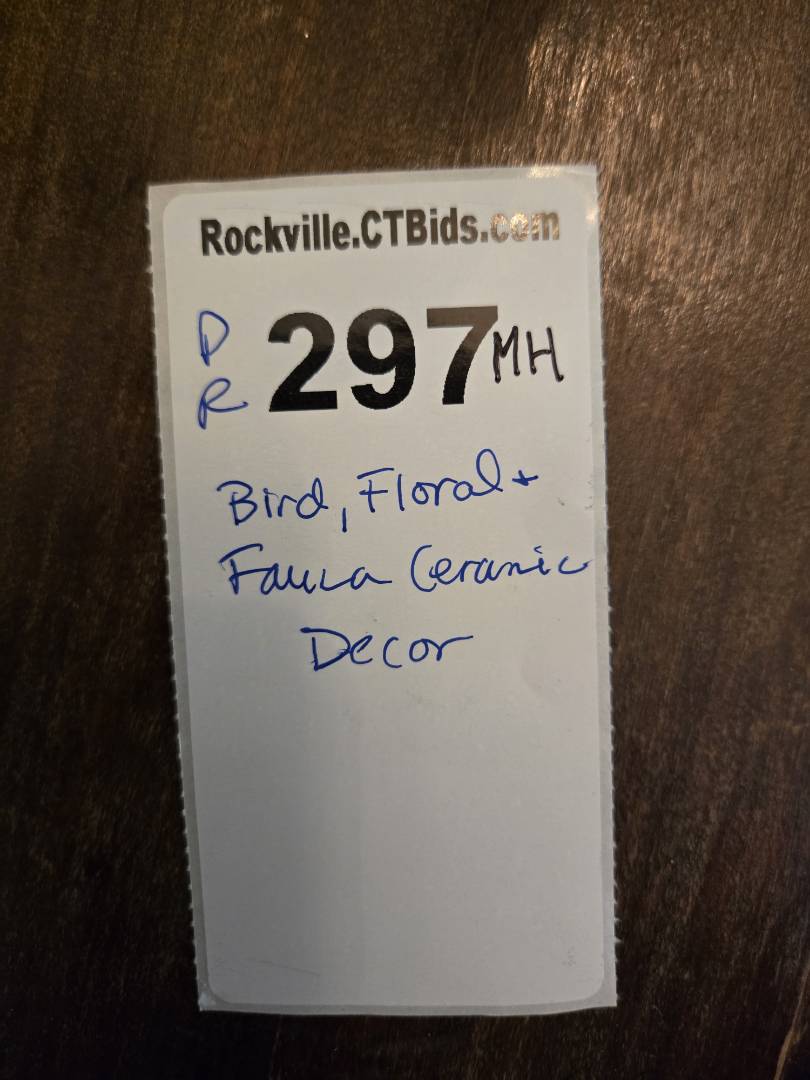 Rockville.CTBids.com
D
R
297 MH
Bird, Floral +
Fauna Ceramic
Decor